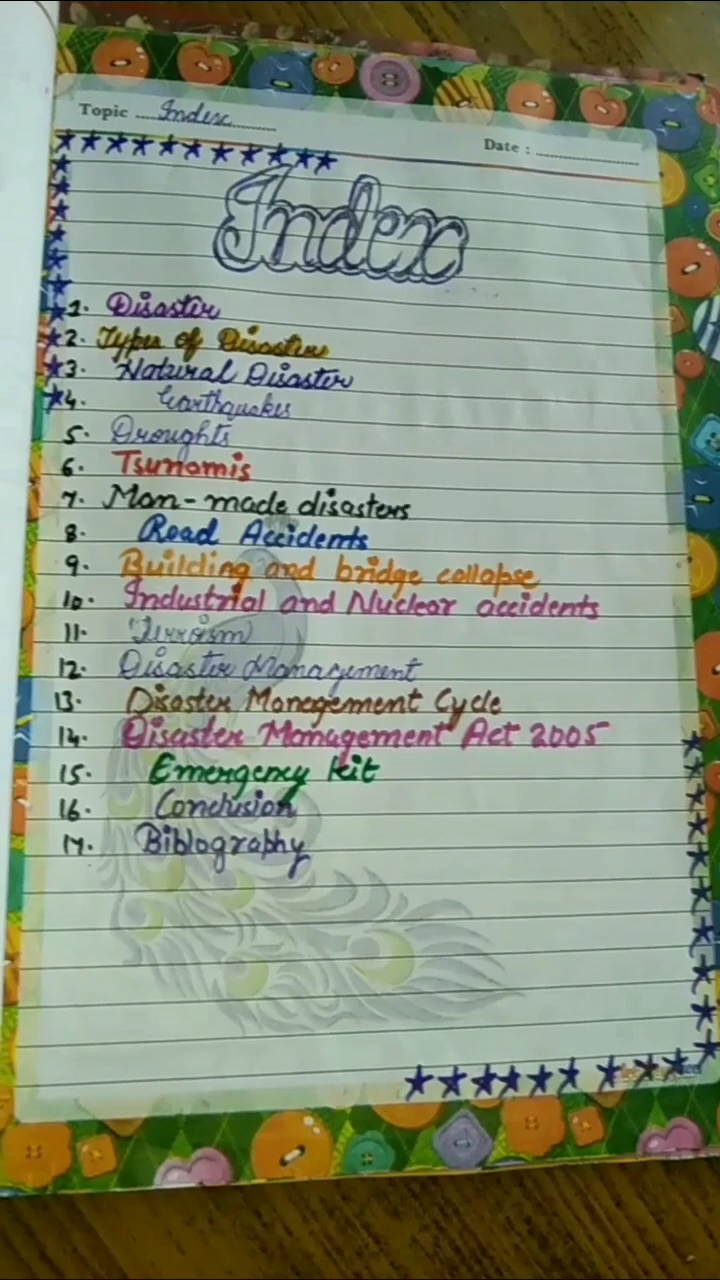 Topic ....Index............
Date : ........................
Index
1. Disaster
2. Types of Disaster
3. Natural Disaster
4. Earthquakes
5. Droughts
6. Tsunamis
7. Man-made disasters
8. Road Accidents
9. Building and bridge collapse
10. Industrial and Nuclear accidents
11. Terroism
12. Disaster Management
13. Disaster Management Cycle
14. Disaster Management Act 2005
15. Emergency kit
16. Conclusion
17. Biblography